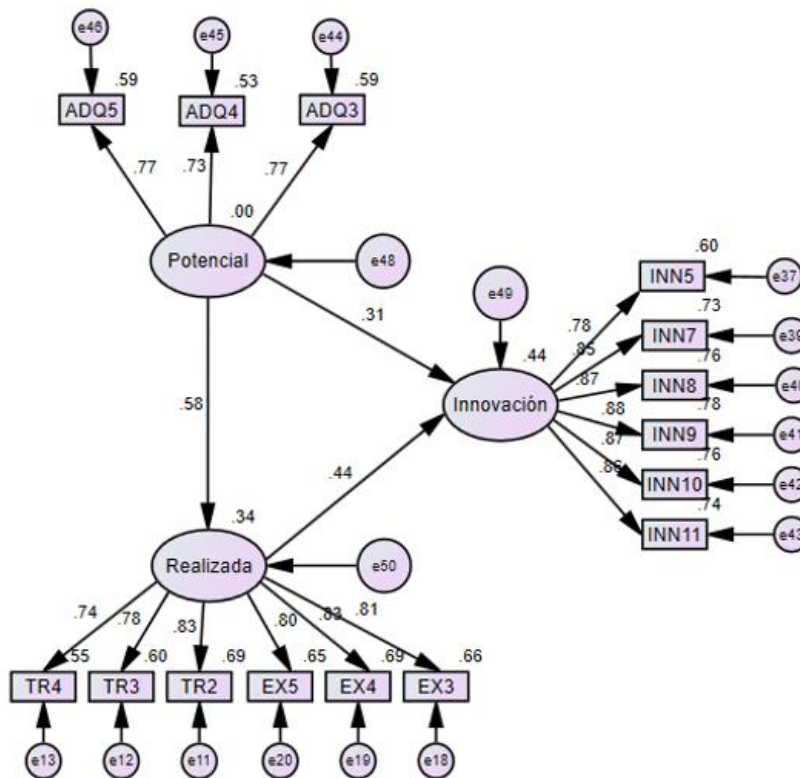 e46
e45
e44
.59
.53
.59
ADQ5
ADQ4
ADQ3
.77
.73
.77
.00
Potencial
e48
.60
INN5
e37
e49
.31
.78
.73
INN7
e39
.44
.85
.76
.87
INN8
e40
Innovación
.58
.88
.78
INN9
e41
.87
.76
.86
INN10
e42
.44
.74
INN11
e43
.34
Realizada
e50
.74
.78
.83
.80
.83
.81
.55
.60
.69
.65
.69
.66
TR4
TR3
TR2
EX5
EX4
EX3
e13
e12
e11
e20
e19
e18